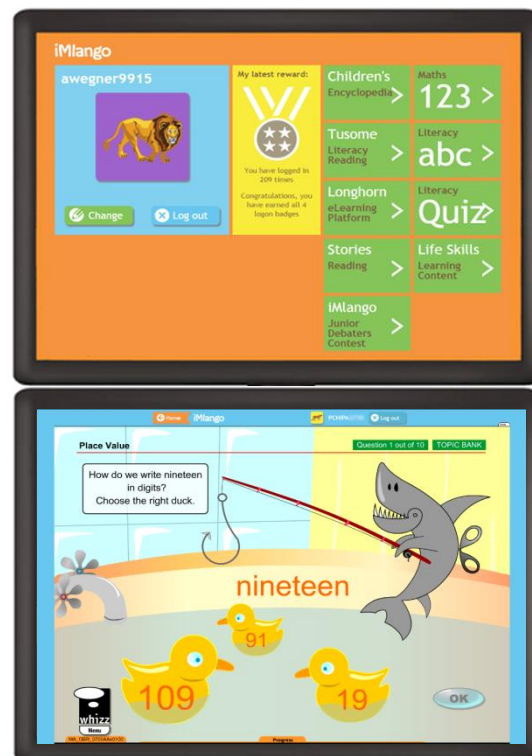 iMlango
awegner9915
Change
Log out
My latest reward:
You have logged in
209 times
Congratulations, you
have earned all 4
logon badges
Children's
Encyclopedia
Maths
123
Tusome
Literacy
Reading
Literacy
abc
Longhorn
eLearning
Platform
Literacy
Quiz
Stories
Reading
Life Skills
Learning
Content
iMlango
Junior
Debaters
Contest
Home
iMlango
Log out
Place Value
Question 1 out of 10
TOPIC BANK
How do we write nineteen
in digits?
Choose the right duck.
nineteen
91
109
19
whizz
Menu
OK
Progress